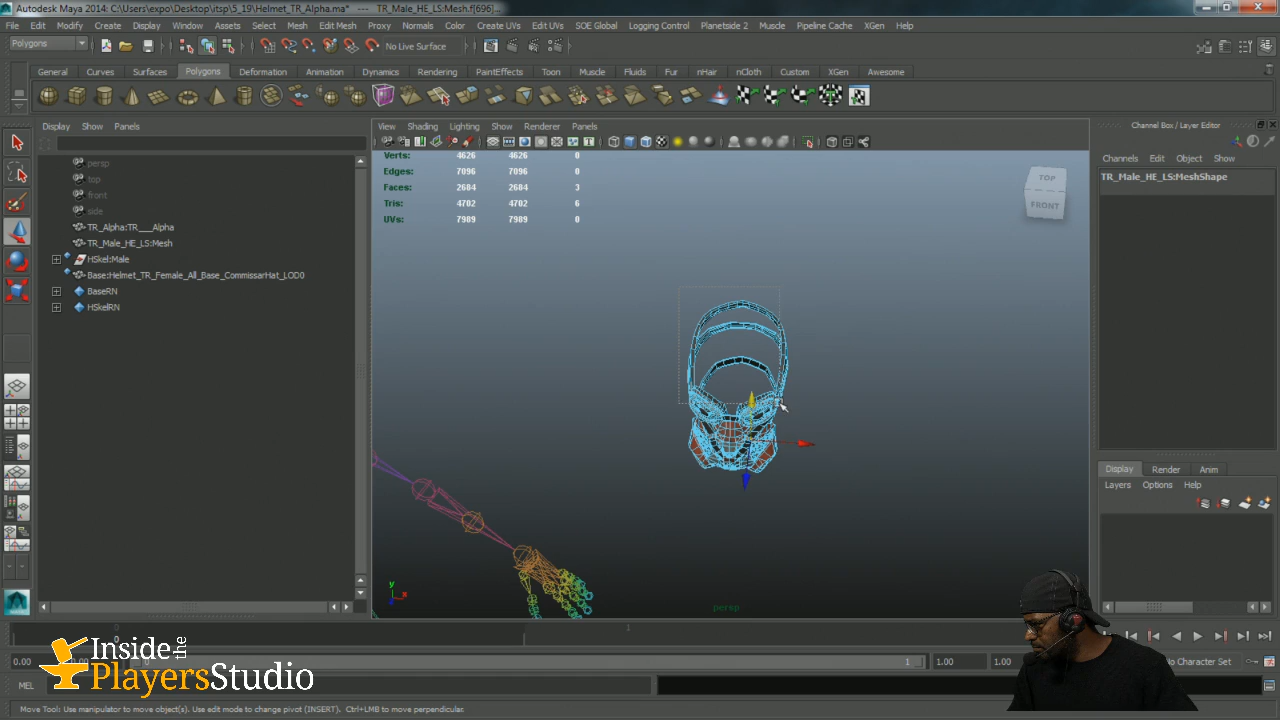 Autodesk Maya 2014: C:\Users\expo\Desktop\itsp\5_19\Helmet_TR_Alpha.ma* --- TR_Male_HE_LS:Mesh.f[696]...
File Edit Modify Create Display Window Assets Select Mesh Edit Mesh Proxy Normals Color Create UVs Edit UVs SOE Global Logging Control Planetside 2 Muscle Pipeline Cache XGen Help
Polygons No Live Surface
General Curves Surfaces Polygons Deformation Animation Dynamics Rendering PaintEffects Toon Muscle Fluids Fur nHair nCloth Custom XGen Awesome
Display Show Panels
View Shading Lighting Show Renderer Panels
Channel Box / Layer Editor
Channels Edit Object Show
TR_Male_HE_LS:MeshShape
persp
top
front
side
TR_Alpha:TR___Alpha
TR_Male_HE_LS:Mesh
HSkel:Male
Base:Helmet_TR_Female_All_Base_CommissarHat_LOD0
BaseRN
HSkelRN
Verts: 4626 4626 0
Edges: 7096 7096 0
Faces: 2684 2684 3
Tris: 4702 4702 6
UVs: 7989 7989 0
TOP
FRONT
y
x
persp
Display Render Anim
Layers Options Help
0
1
0.00
0
1
1.00
1.00
No Character Set
MEL
Inside the
PlayersStudio
Move Tool: Use manipulator to move object(s). Use edit mode to change pivot (INSERT). Ctrl+LMB to move perpendicular.